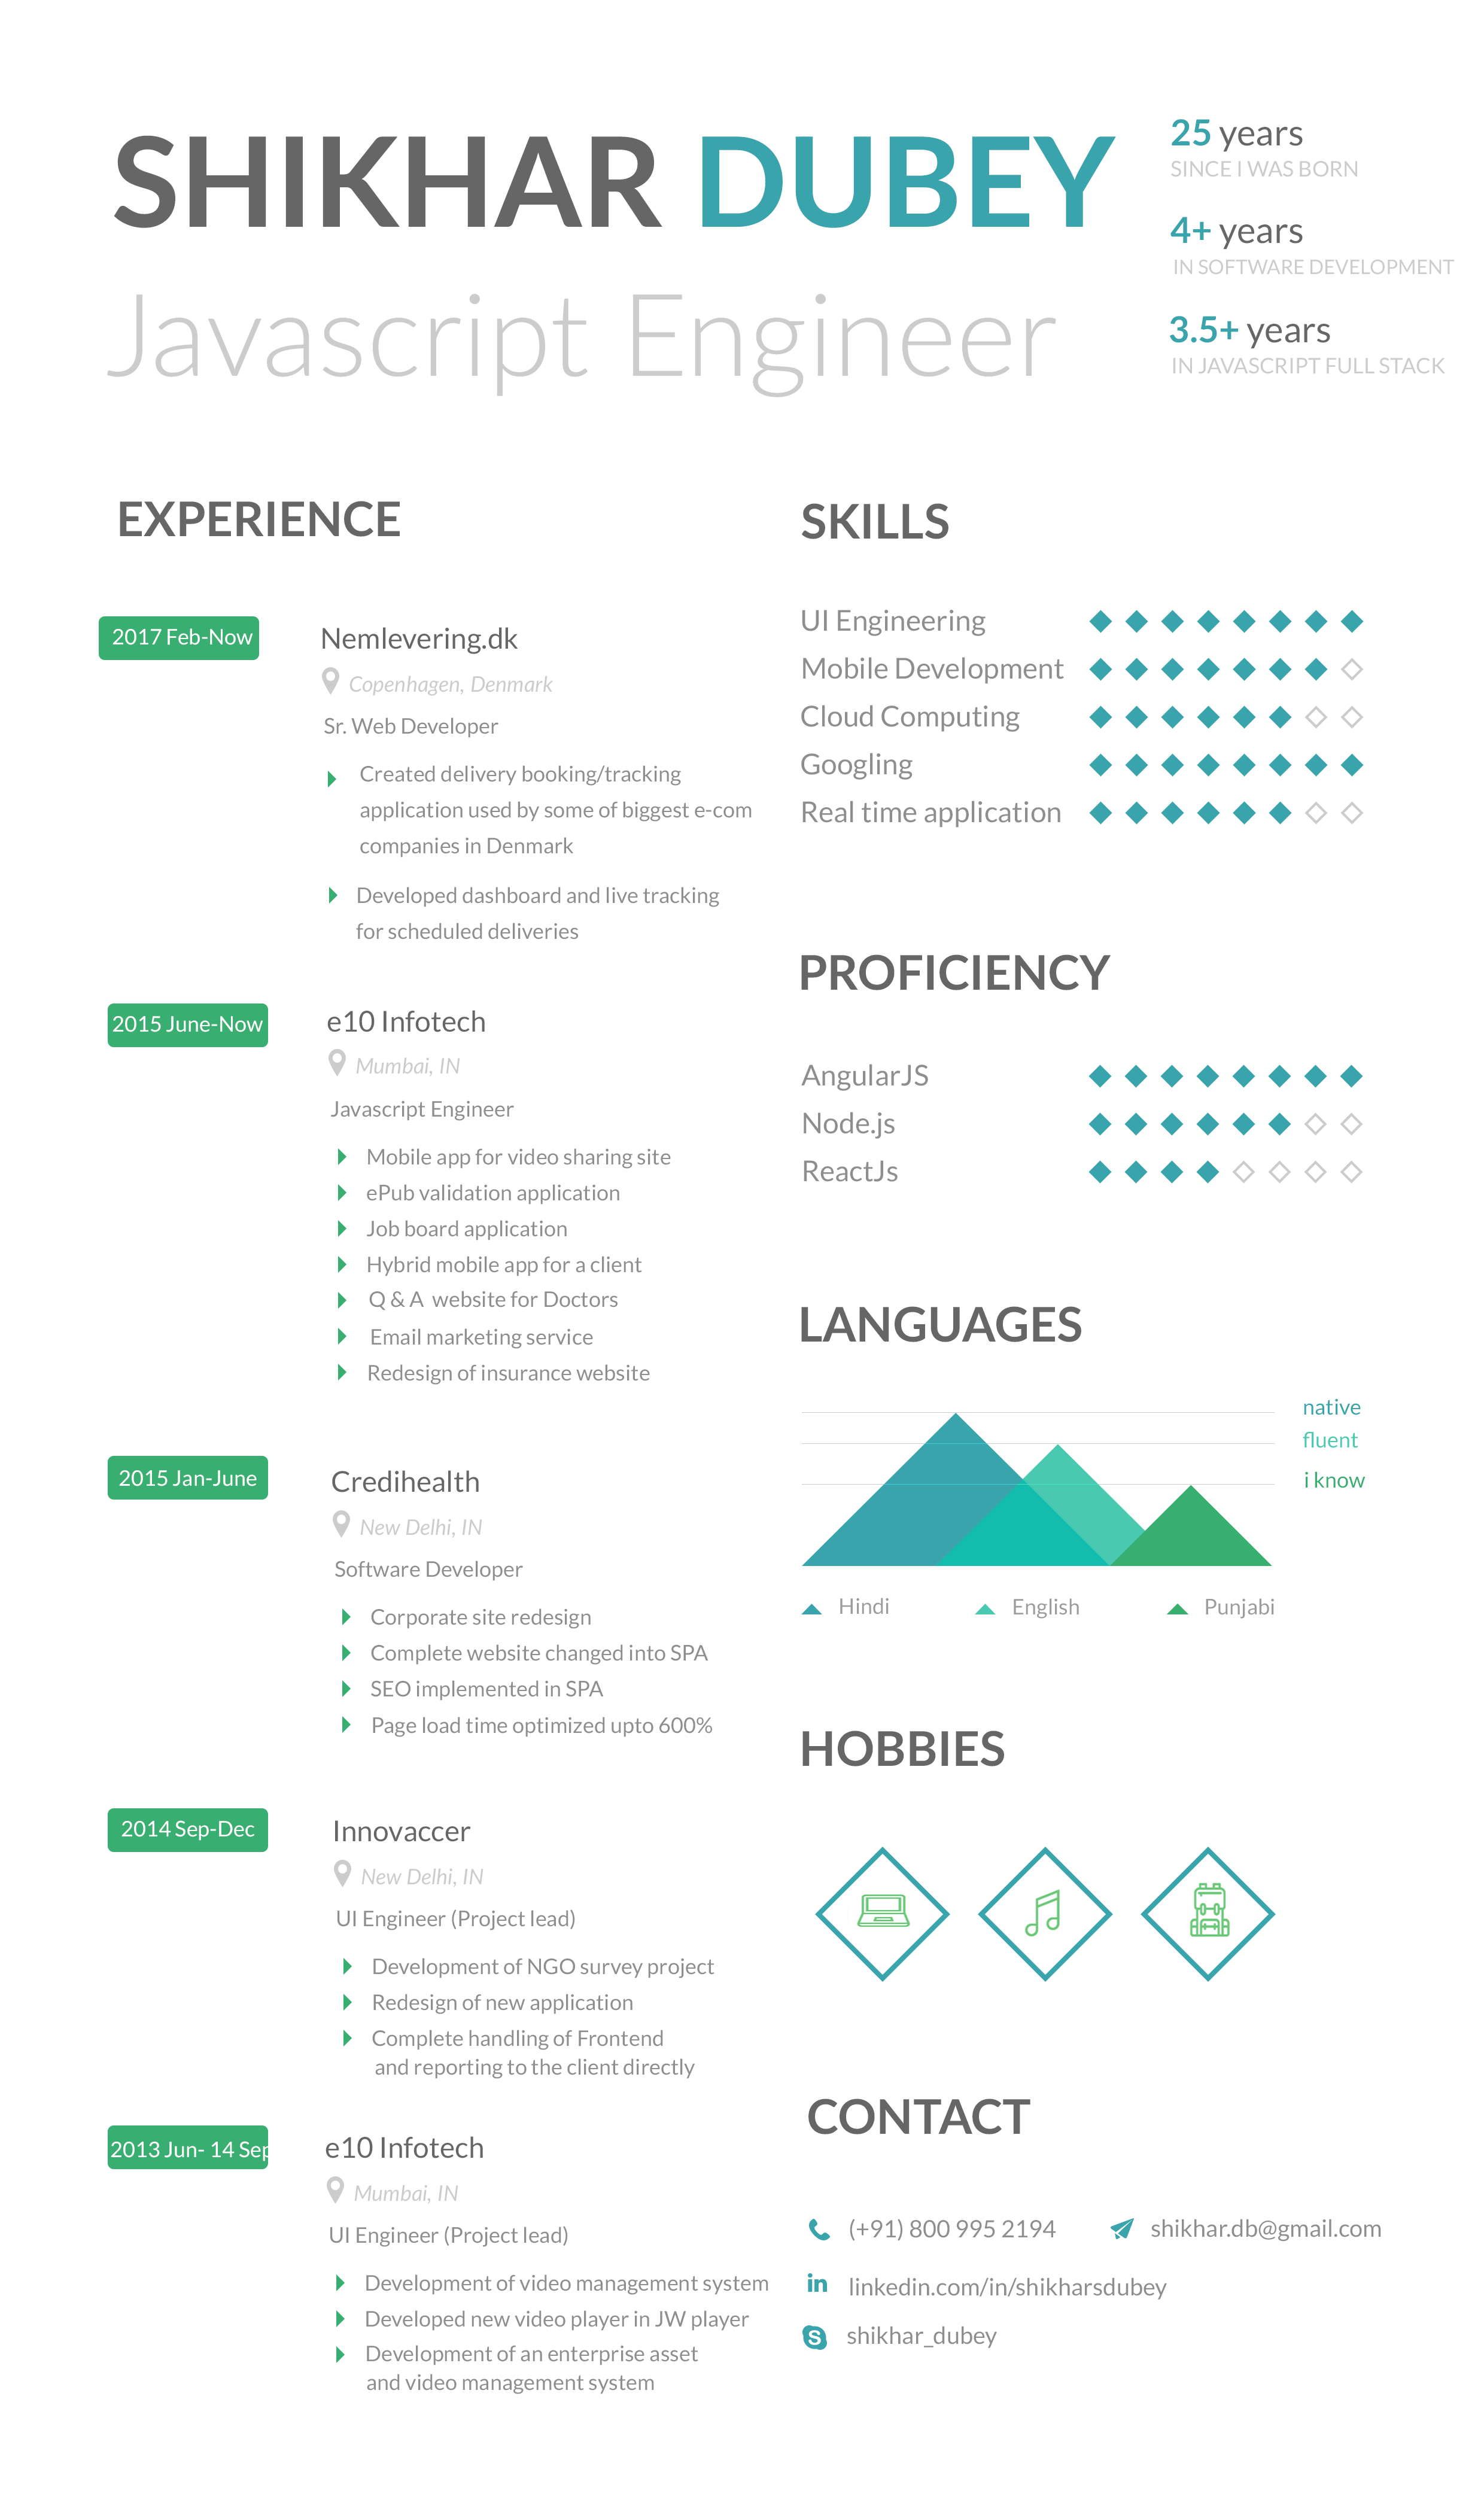 SHIKHAR DUBEY
Javascript Engineer
25 years
SINCE I WAS BORN
4+ years
IN SOFTWARE DEVELOPMENT
3.5+ years
IN JAVASCRIPT FULL STACK
EXPERIENCE
2017 Feb-Now
Nemlevering.dk
Copenhagen, Denmark
Sr. Web Developer
Created delivery booking/tracking
application used by some of biggest e-com
companies in Denmark
Developed dashboard and live tracking
for scheduled deliveries
2015 June-Now
e10 Infotech
Mumbai, IN
Javascript Engineer
Mobile app for video sharing site
ePub validation application
Job board application
Hybrid mobile app for a client
Q & A website for Doctors
Email marketing service
Redesign of insurance website
2015 Jan-June
Credihealth
New Delhi, IN
Software Developer
Corporate site redesign
Complete website changed into SPA
SEO implemented in SPA
Page load time optimized upto 600%
2014 Sep-Dec
Innovaccer
New Delhi, IN
UI Engineer (Project lead)
Development of NGO survey project
Redesign of new application
Complete handling of Frontend
and reporting to the client directly
2013 Jun- 14 Sep
e10 Infotech
Mumbai, IN
UI Engineer (Project lead)
Development of video management system
Developed new video player in JW player
Development of an enterprise asset
and video management system
SKILLS
UI Engineering
Mobile Development
Cloud Computing
Googling
Real time application
PROFICIENCY
AngularJS
Node.js
ReactJs
LANGUAGES
native
fluent
i know
Hindi English Punjabi
HOBBIES
CONTACT
(+91) 800 995 2194 shikhar.db@gmail.com
in linkedin.com/in/shikharsdubey
S shikhar_dubey